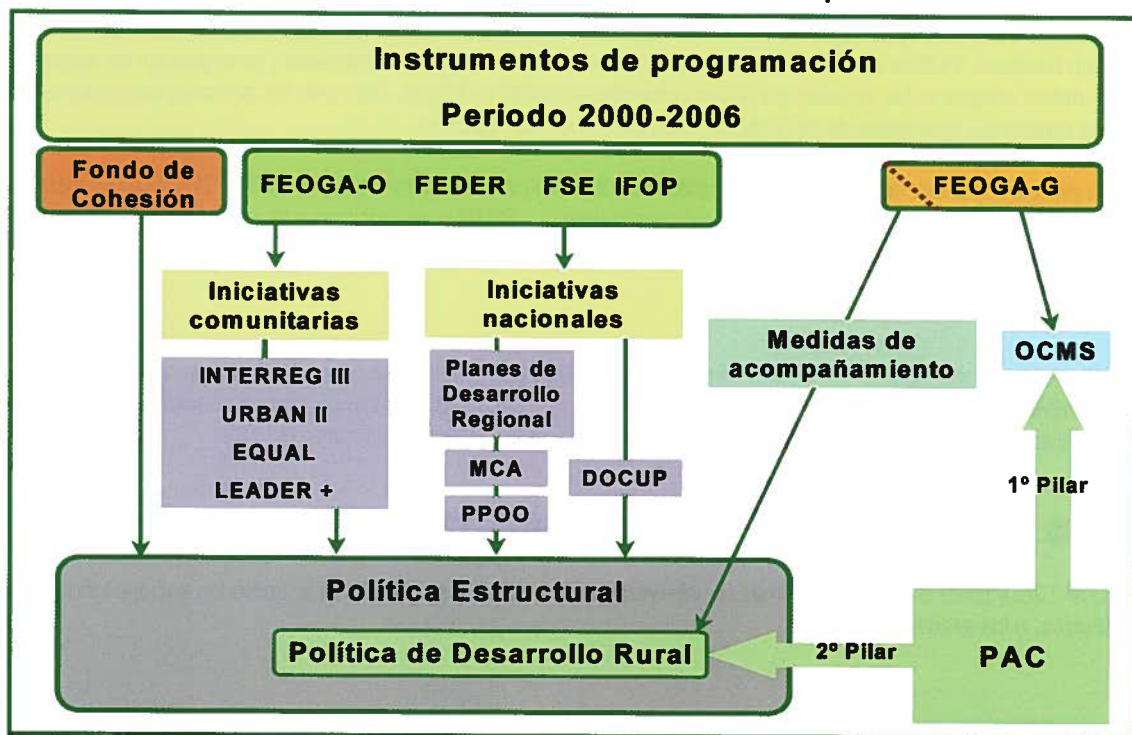 Instrumentos de programación
Periodo 2000-2006
Fondo de
Cohesión
FEOGA-O FEDER FSE IFOP
FEOGA-G
Iniciativas
comunitarias
Iniciativas
nacionales
Medidas de
acompañamiento
OCMS
INTERREG III
URBAN II
EQUAL
LEADER +
Planes de
Desarrollo
Regional
MCA
PPOO
DOCUP
1º Pilar
Política Estructural
Política de Desarrollo Rural
2º Pilar
PAC